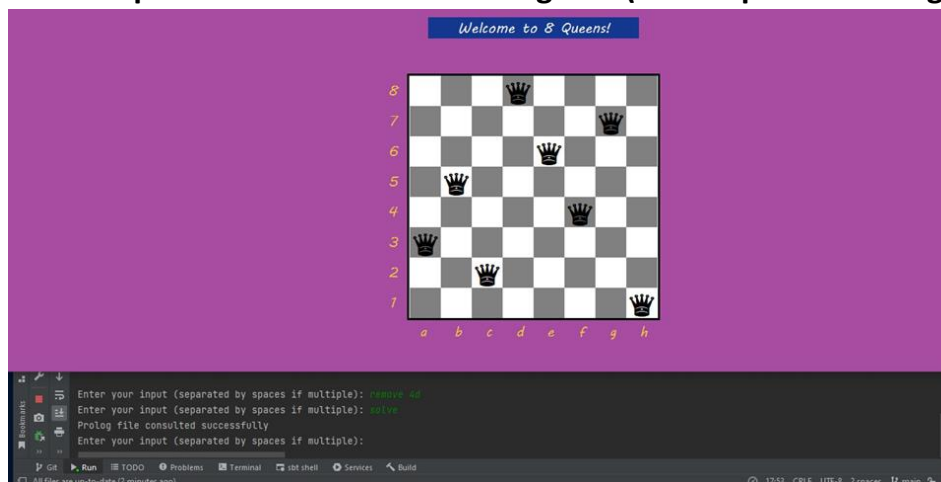 Welcome to 8 Queens!
8
7
6
5
4
3
2
1
a b c d e f g h
Enter your input (separated by spaces if multiple): remove 4d
Enter your input (separated by spaces if multiple): solve
Prolog file consulted successfully
Enter your input (separated by spaces if multiple):
Bookmarks
Git Run TODO Problems Terminal sbt shell Services Build
All files are up-to-date (2 minutes ago) 17:53 CRLF UTF-8 2 spaces main